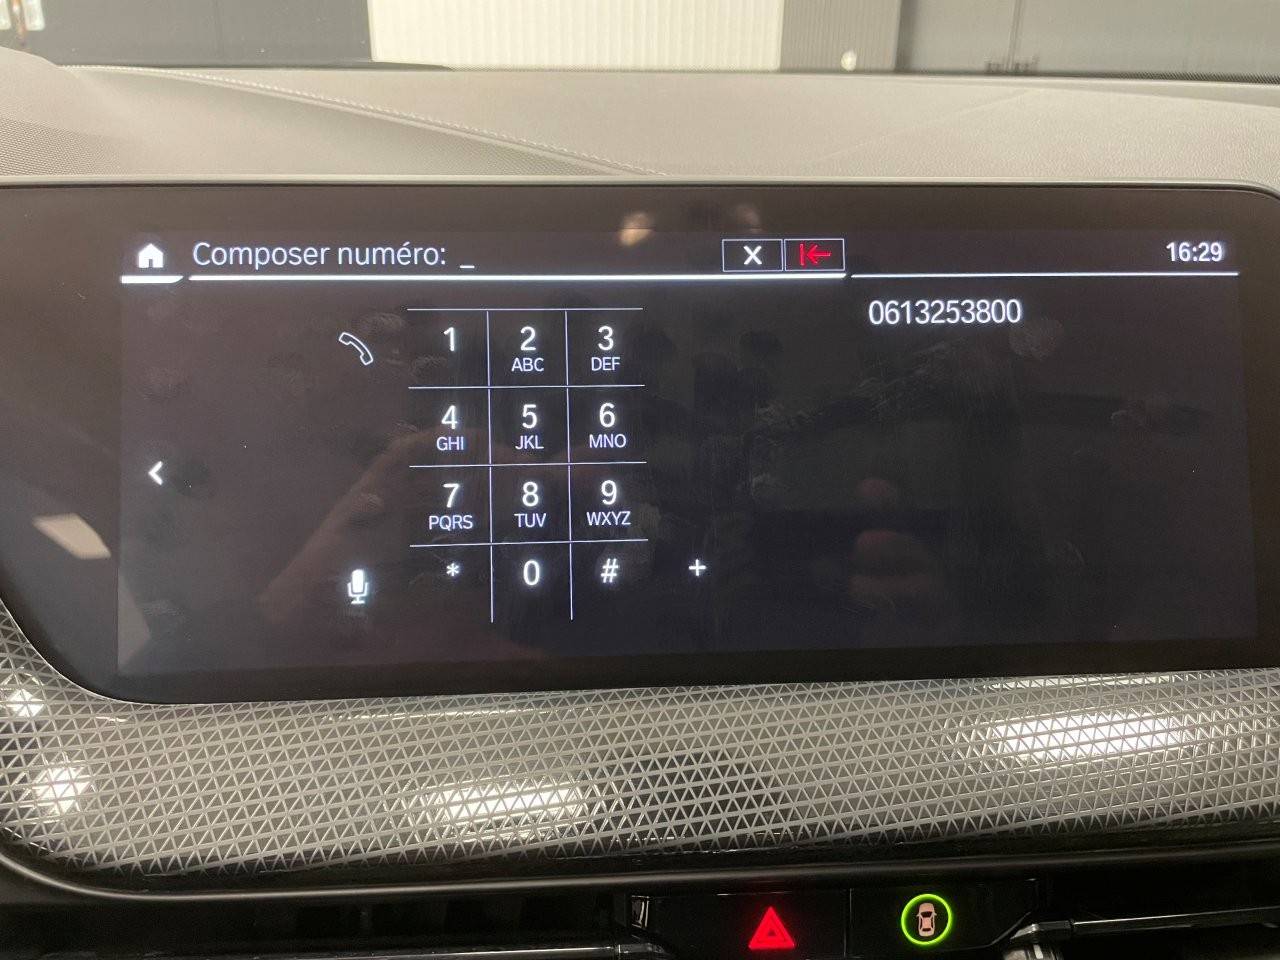 Composer numéro: _ X 16:29
0613253800
1 2 3
ABC DEF
4 5 6
GHI JKL MNO
7 8 9
PQRS TUV WXYZ
* 0 # +